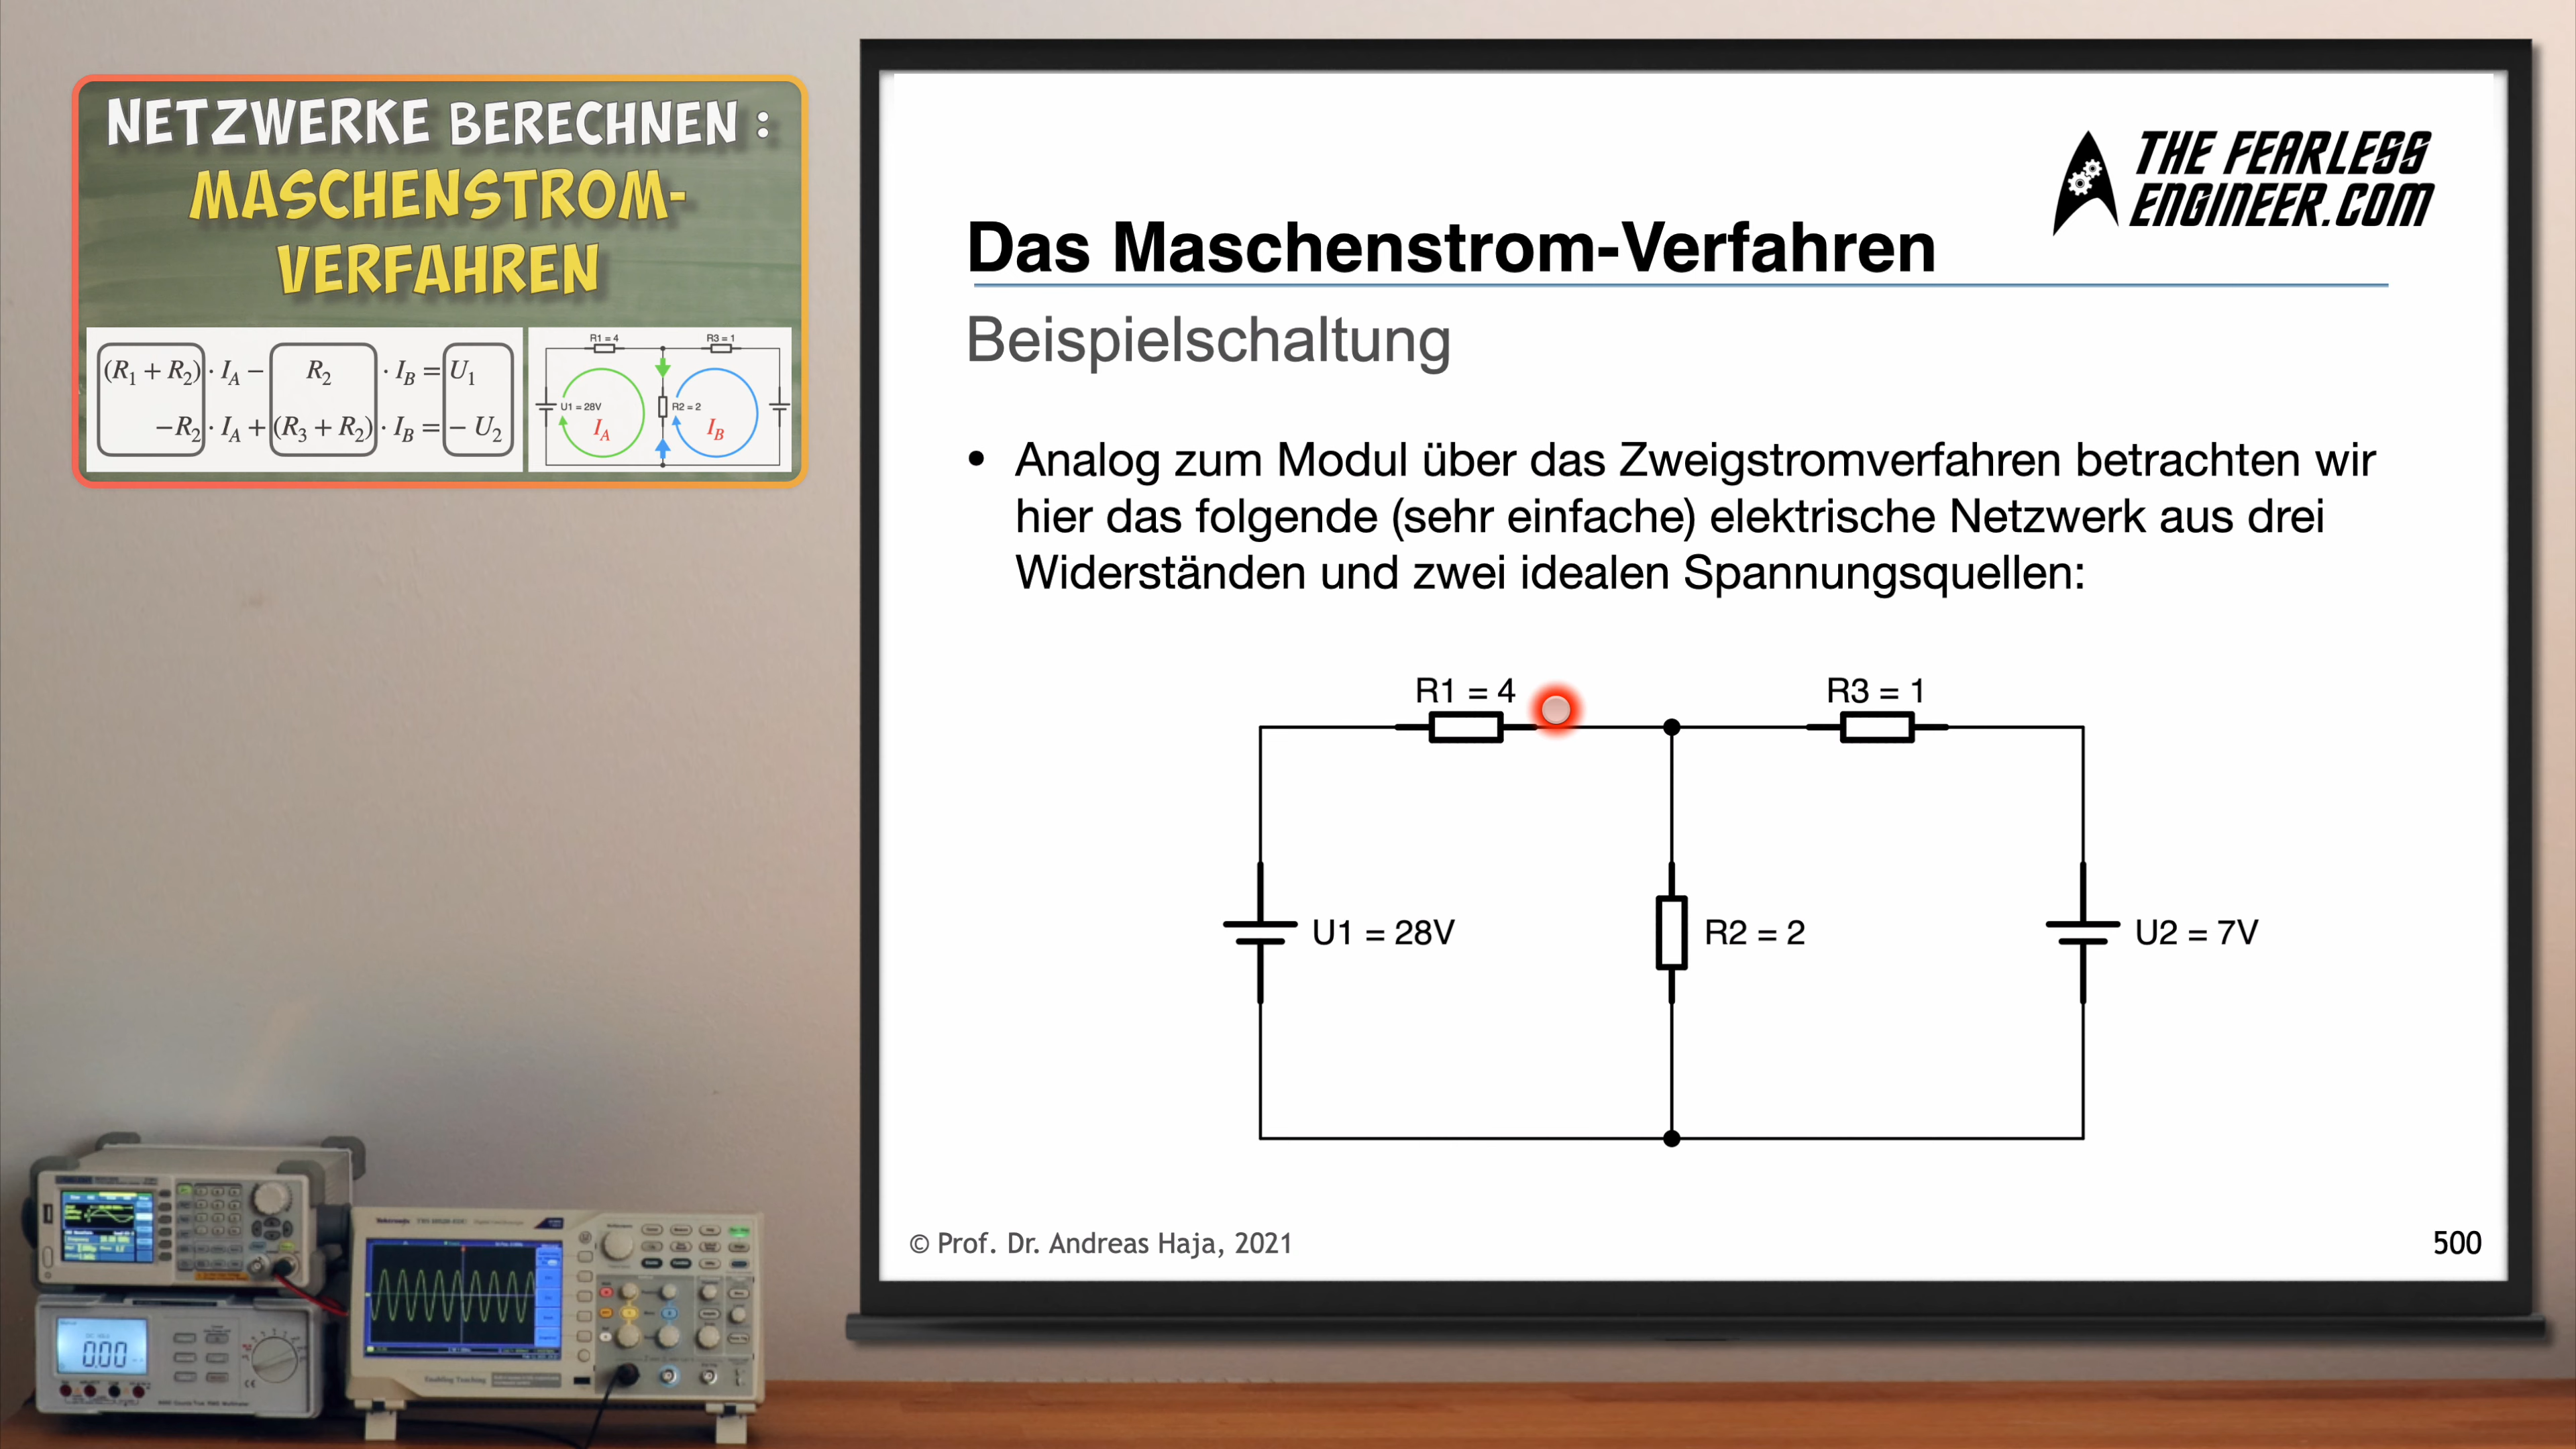 NETZWERKE BERECHNEN :
MASCHENSTROM-
VERFAHREN
(R1 + R2) · IA − R2 · IB = U1
−R2 · IA + (R3 + R2) · IB = − U2
R1 = 4
R3 = 1
U1 = 28V
R2 = 2
IA
IB
THE FEARLESS
ENGINEER.COM
Das Maschenstrom-Verfahren
Beispielschaltung
• Analog zum Modul über das Zweigstromverfahren betrachten wir
hier das folgende (sehr einfache) elektrische Netzwerk aus drei
Widerständen und zwei idealen Spannungsquellen:
R1 = 4
R3 = 1
U1 = 28V
R2 = 2
U2 = 7V
© Prof. Dr. Andreas Haja, 2021
500
Tektronix
0.00